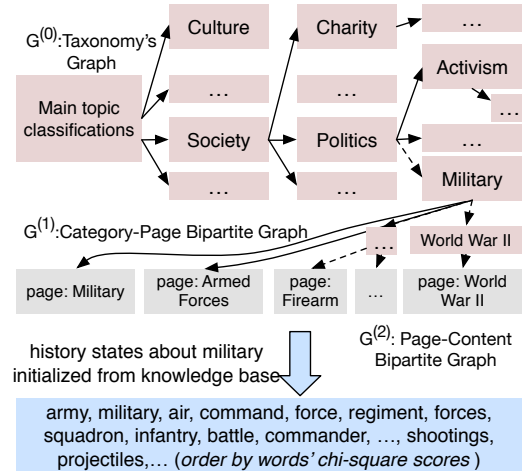 G(0):Taxonomy's
Graph
Main topic
classifications
Culture
...
Society
...
Charity
...
Politics
...
...
Activism
...
...
Military
G(1):Category-Page Bipartite Graph
...
World War II
page: Military
page: Armed
Forces
page:
Firearm
...
page: World
War II
G(2): Page-Content
Bipartite Graph
history states about military
initialized from knowledge base
army, military, air, command, force, regiment, forces,
squadron, infantry, battle, commander, ..., shootings,
projectiles,... (order by words' chi-square scores )